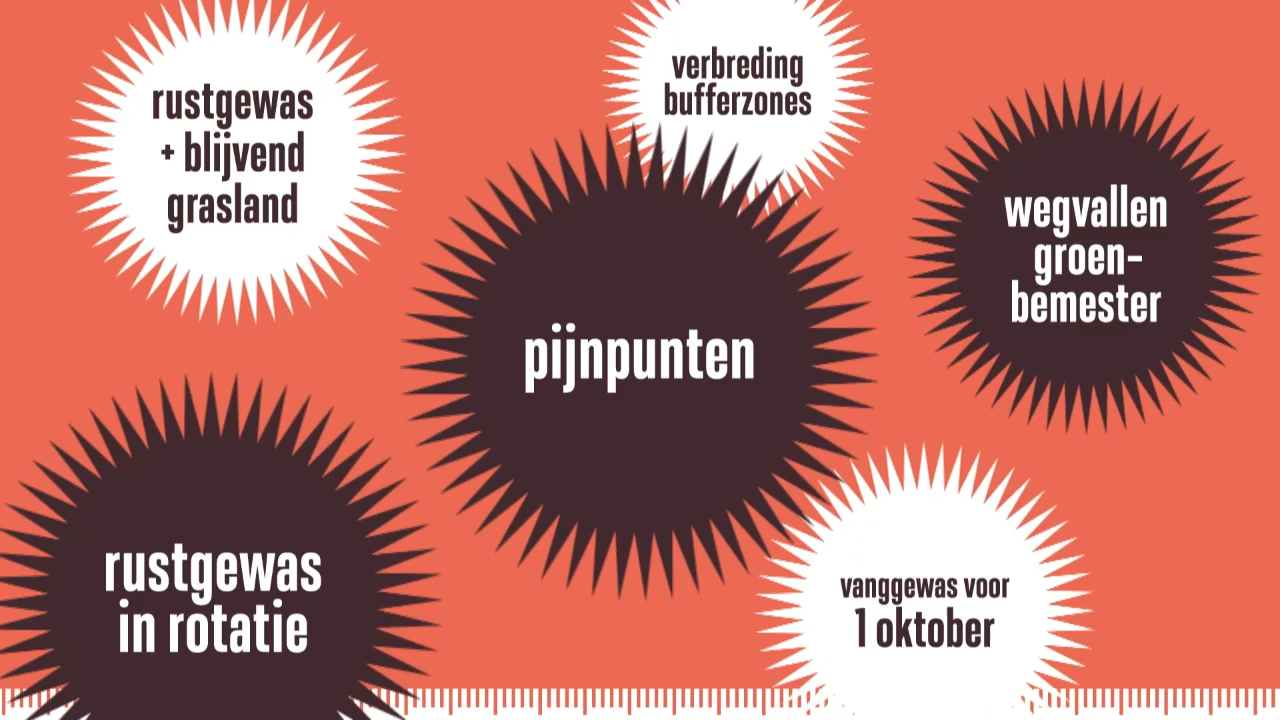 rustgewas
+ blijvend
grasland
verbreding
bufferzones
wegvallen
groen-
bemester
pijnpunten
rustgewas
in rotatie
vanggewas voor
1 oktober